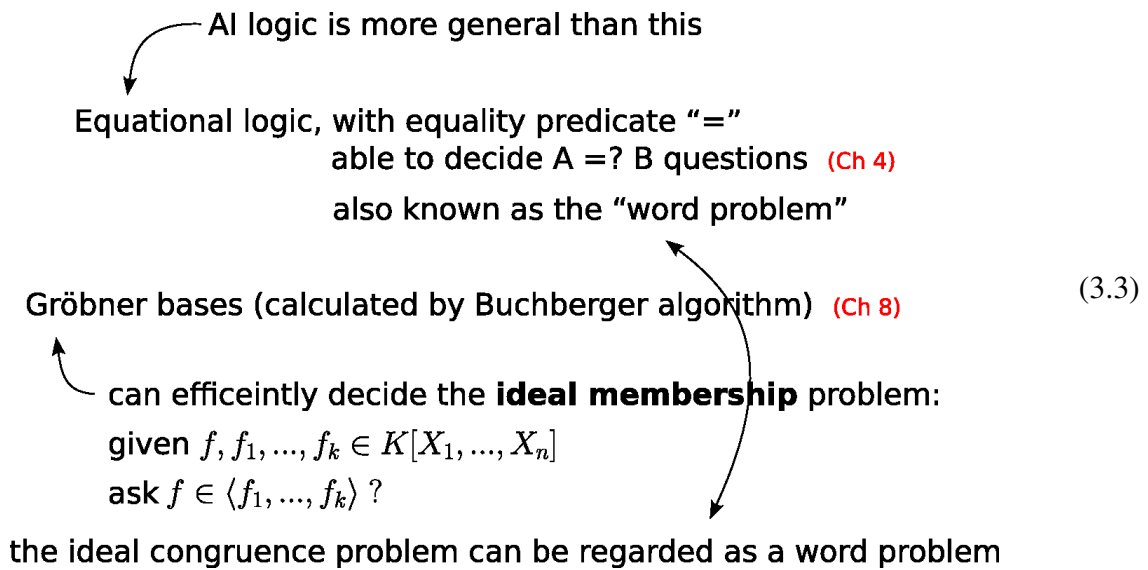 AI logic is more general than this
Equational logic, with equality predicate “=”
able to decide A =? B questions (Ch 4)
also known as the “word problem”
(3.3)
Gröbner bases (calculated by Buchberger algorithm) (Ch 8)
can efficeintly decide the ideal membership problem:
given f, f₁, ..., fₖ ∈ K[X₁, ..., Xₙ]
ask f ∈ ⟨f₁, ..., fₖ⟩ ?
the ideal congruence problem can be regarded as a word problem